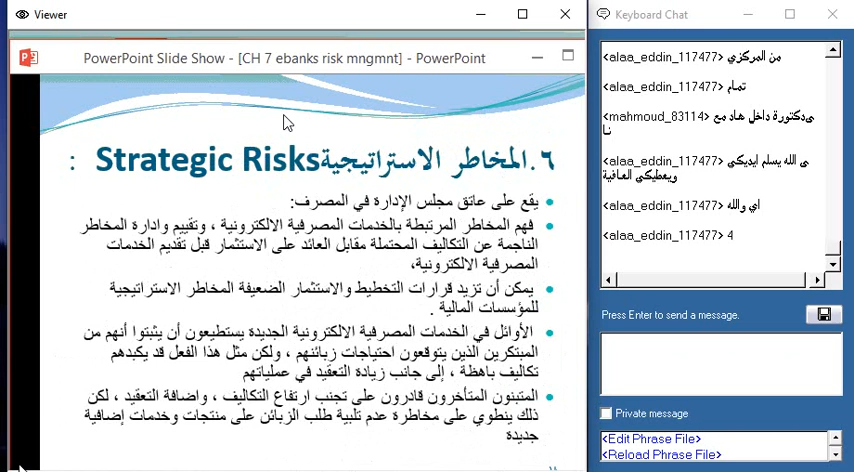 Viewer
PowerPoint Slide Show - [CH 7 ebanks risk mngmnt] - PowerPoint
٦.المخاطر الاستراتيجيةStrategic Risks :
يقع على عاتق مجلس الإدارة في المصرف:
فهم المخاطر المرتبطة بالخدمات المصرفية الالكترونية ، وتقييم وادارة المخاطر
الناجمة عن التكاليف المحتملة مقابل العائد على الاستثمار قبل تقديم الخدمات
المصرفية الالكترونية،
يمكن أن تزيد قرارات التخطيط والاستثمار الضعيفة المخاطر الاستراتيجية
للمؤسسات المالية .
الأوائل في الخدمات المصرفية الالكترونية الجديدة يستطيعون أن يثبتوا أنهم من
المبتكرين الذين يتوقعون احتياجات زبائنهم ، ولكن مثل هذا الفعل قد يكبدهم
تكاليف باهظة ، إلى جانب زيادة التعقيد في عملياتهم
المتبنون المتأخرون قادرون على تجنب ارتفاع التكاليف ، واضافة التعقيد ، لكن
ذلك ينطوي على مخاطرة عدم تلبية طلب الزبائن على منتجات وخدمات إضافية
جديدة
Keyboard Chat
<alaa_eddin_117477> من المركزي
<alaa_eddin_117477> تمام
<mahmoud_83114> ىدكتورة داخل هاد مع
نا
<alaa_eddin_117477> ى الله يسلم ايديكي
ويعطيكي العافية
<alaa_eddin_117477> اي والله
<alaa_eddin_117477> 4
Press Enter to send a message.
Private message
<Edit Phrase File>
<Reload Phrase File>